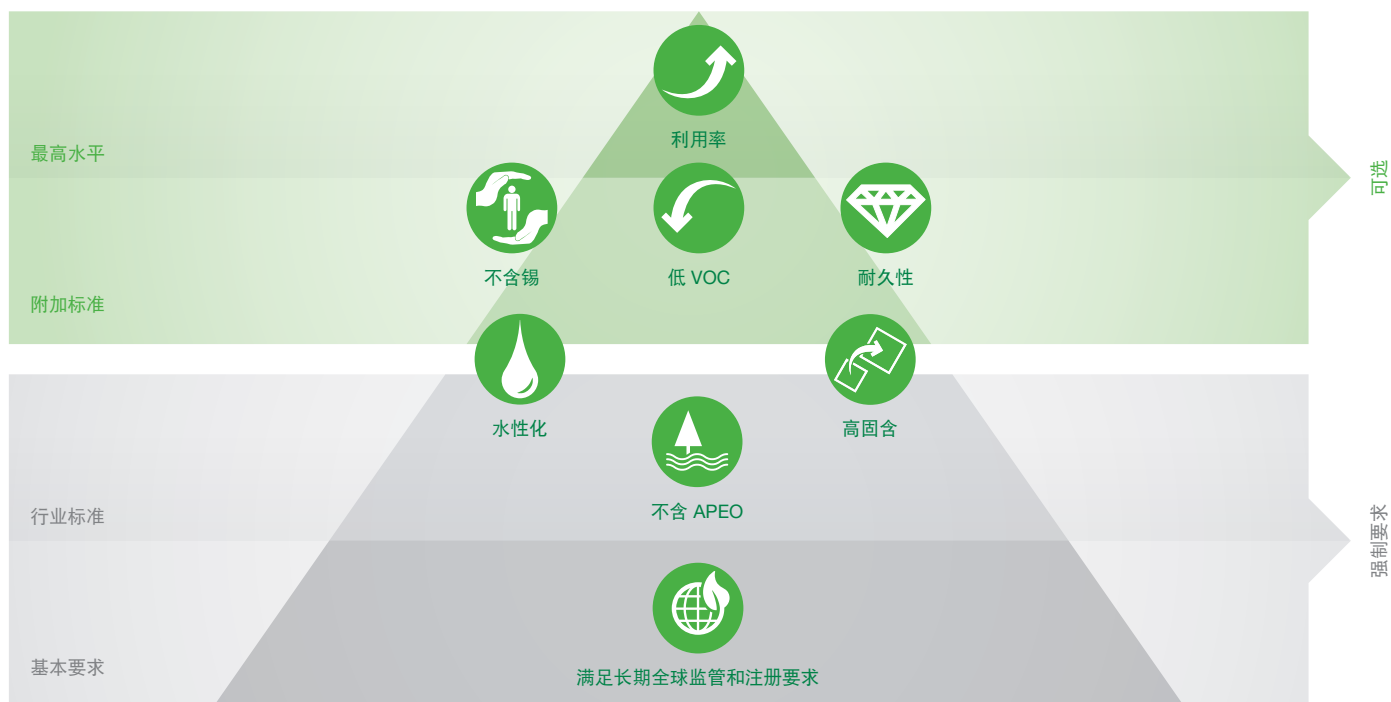 利用率
最高水平
可选
不含锡
低 VOC
耐久性
附加标准
水性化
高固含
不含 APEO
行业标准
强制要求
基本要求
满足长期全球监管和注册要求